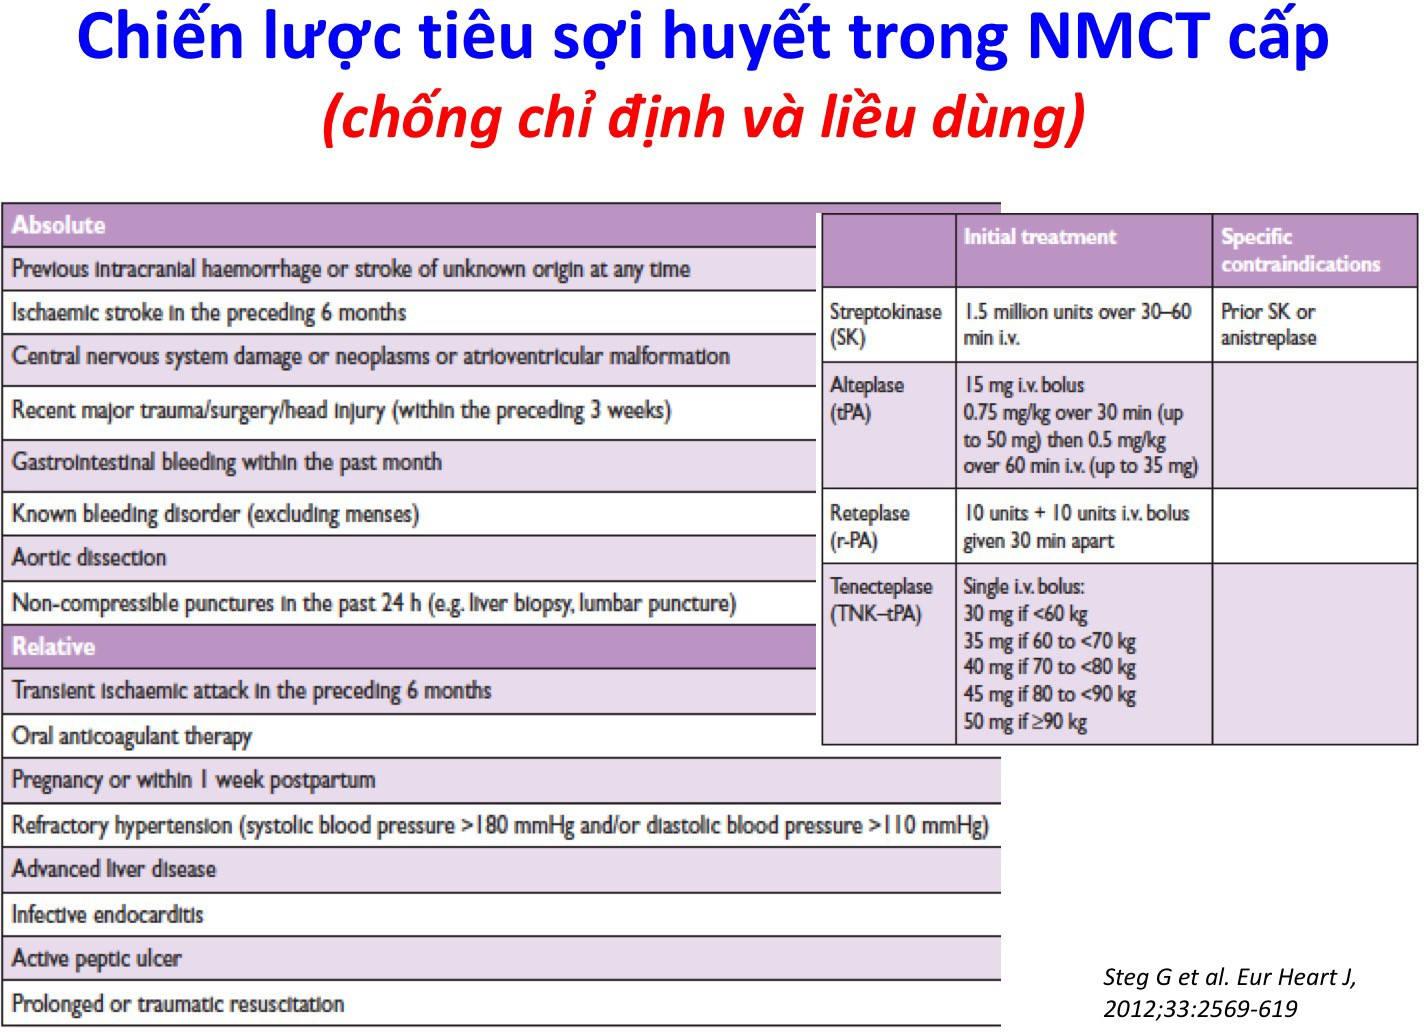 Chiến lược tiêu sợi huyết trong NMCT cấp
(chống chỉ định và liều dùng)
Absolute
Previous intracranial haemorrhage or stroke of unknown origin at any time
Ischaemic stroke in the preceding 6 months
Central nervous system damage or neoplasms or atrioventricular malformation
Recent major trauma/surgery/head injury (within the preceding 3 weeks)
Gastrointestinal bleeding within the past month
Known bleeding disorder (excluding menses)
Aortic dissection
Non-compressible punctures in the past 24 h (e.g. liver biopsy, lumbar puncture)
Relative
Transient ischaemic attack in the preceding 6 months
Oral anticoagulant therapy
Pregnancy or within 1 week postpartum
Refractory hypertension (systolic blood pressure >180 mmHg and/or diastolic blood pressure >110 mmHg)
Advanced liver disease
Infective endocarditis
Active peptic ulcer
Prolonged or traumatic resuscitation
Initial treatment
Specific
contraindications
Streptokinase
(SK)
1.5 million units over 30–60
min i.v.
Prior SK or
anistreplase
Alteplase
(tPA)
15 mg i.v. bolus
0.75 mg/kg over 30 min (up
to 50 mg) then 0.5 mg/kg
over 60 min i.v. (up to 35 mg)
Reteplase
(r-PA)
10 units + 10 units i.v. bolus
given 30 min apart
Tenecteplase
(TNK–tPA)
Single i.v. bolus:
30 mg if <60 kg
35 mg if 60 to <70 kg
40 mg if 70 to <80 kg
45 mg if 80 to <90 kg
50 mg if ≥90 kg
Steg G et al. Eur Heart J,
2012;33:2569-619